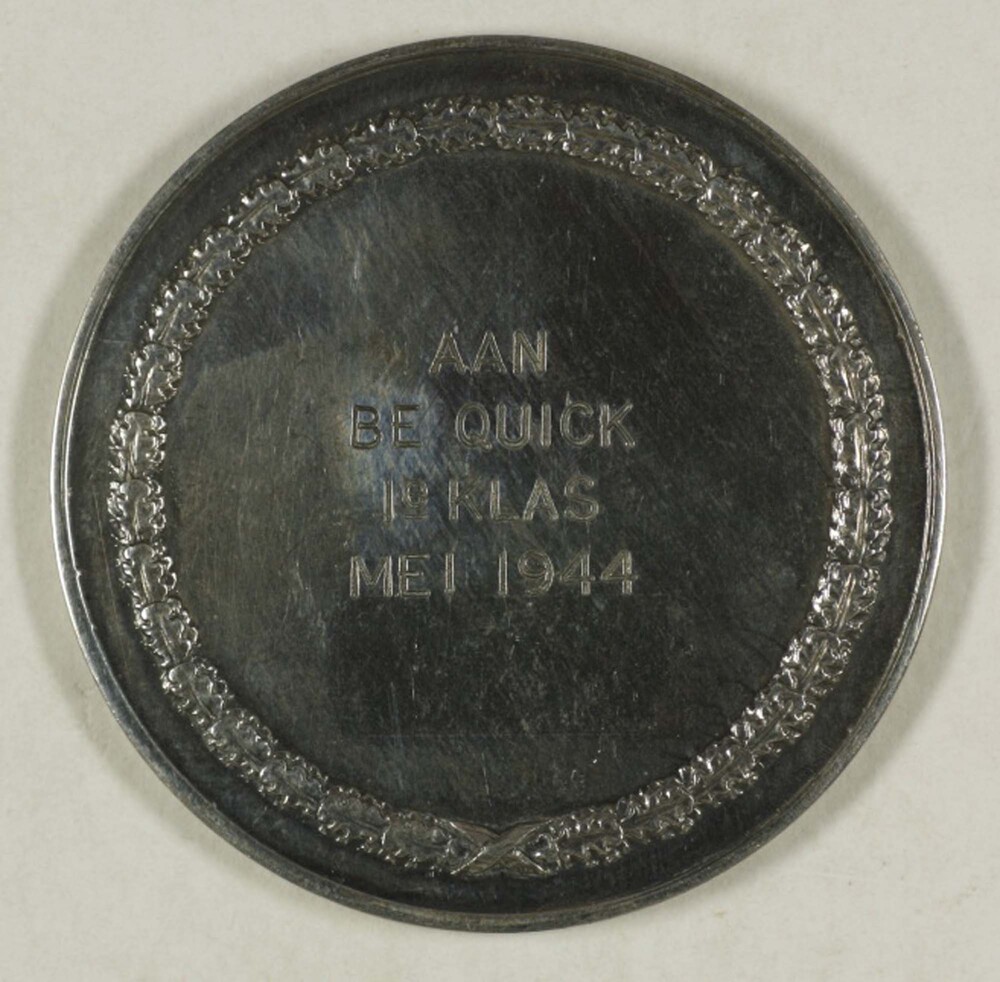 AAN
BE QUICK
1e KLAS
MEI 1944